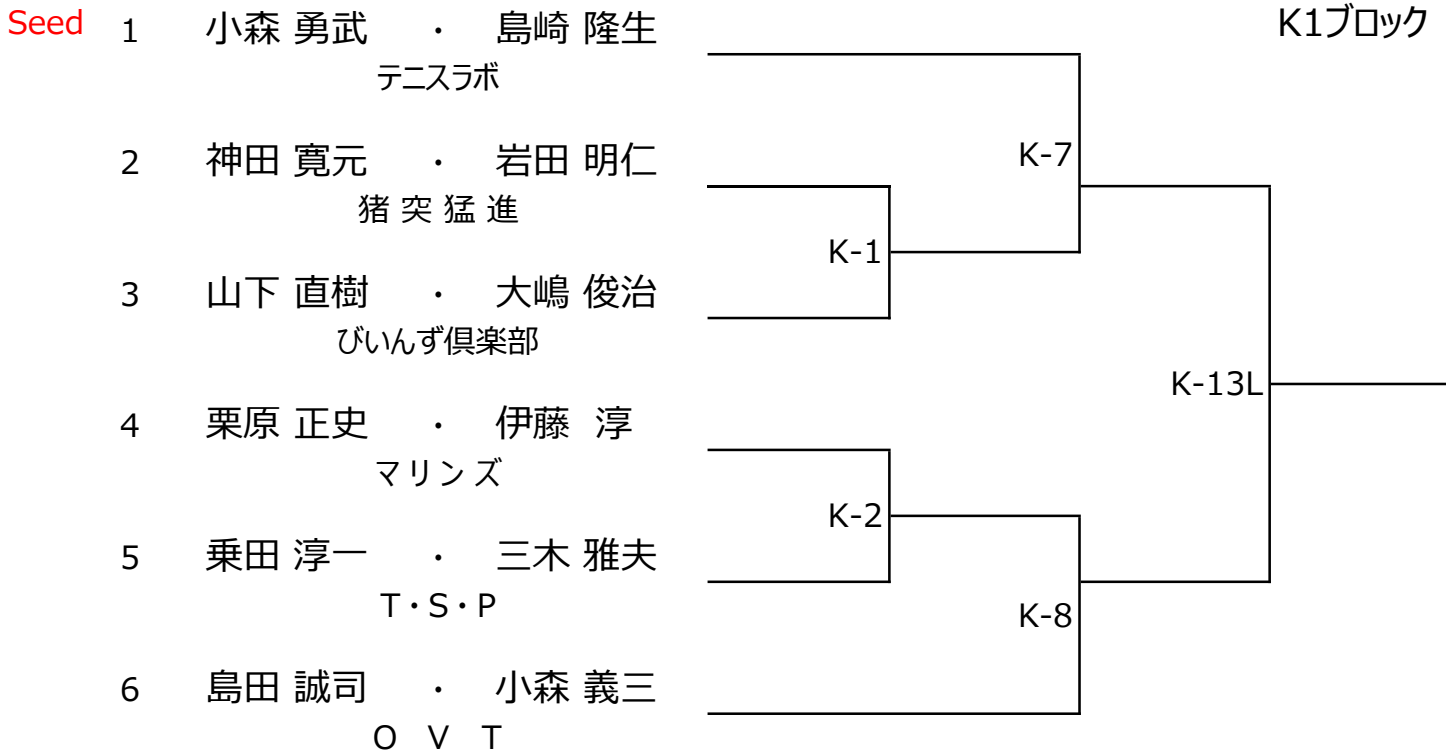 Seed 1 小森 勇武 ・ 島崎 隆生 K1ブロック
テニスラボ
2 神田 寛元 ・ 岩田 明仁 K-7
猪 突 猛 進
K-1
3 山下 直樹 ・ 大嶋 俊治
びいんず倶楽部
K-13L
4 栗原 正史 ・ 伊藤 淳
マ リ ン ズ
K-2
5 乗田 淳一 ・ 三木 雅夫
T・S・P
K-8
6 島田 誠司 ・ 小森 義三
O V T